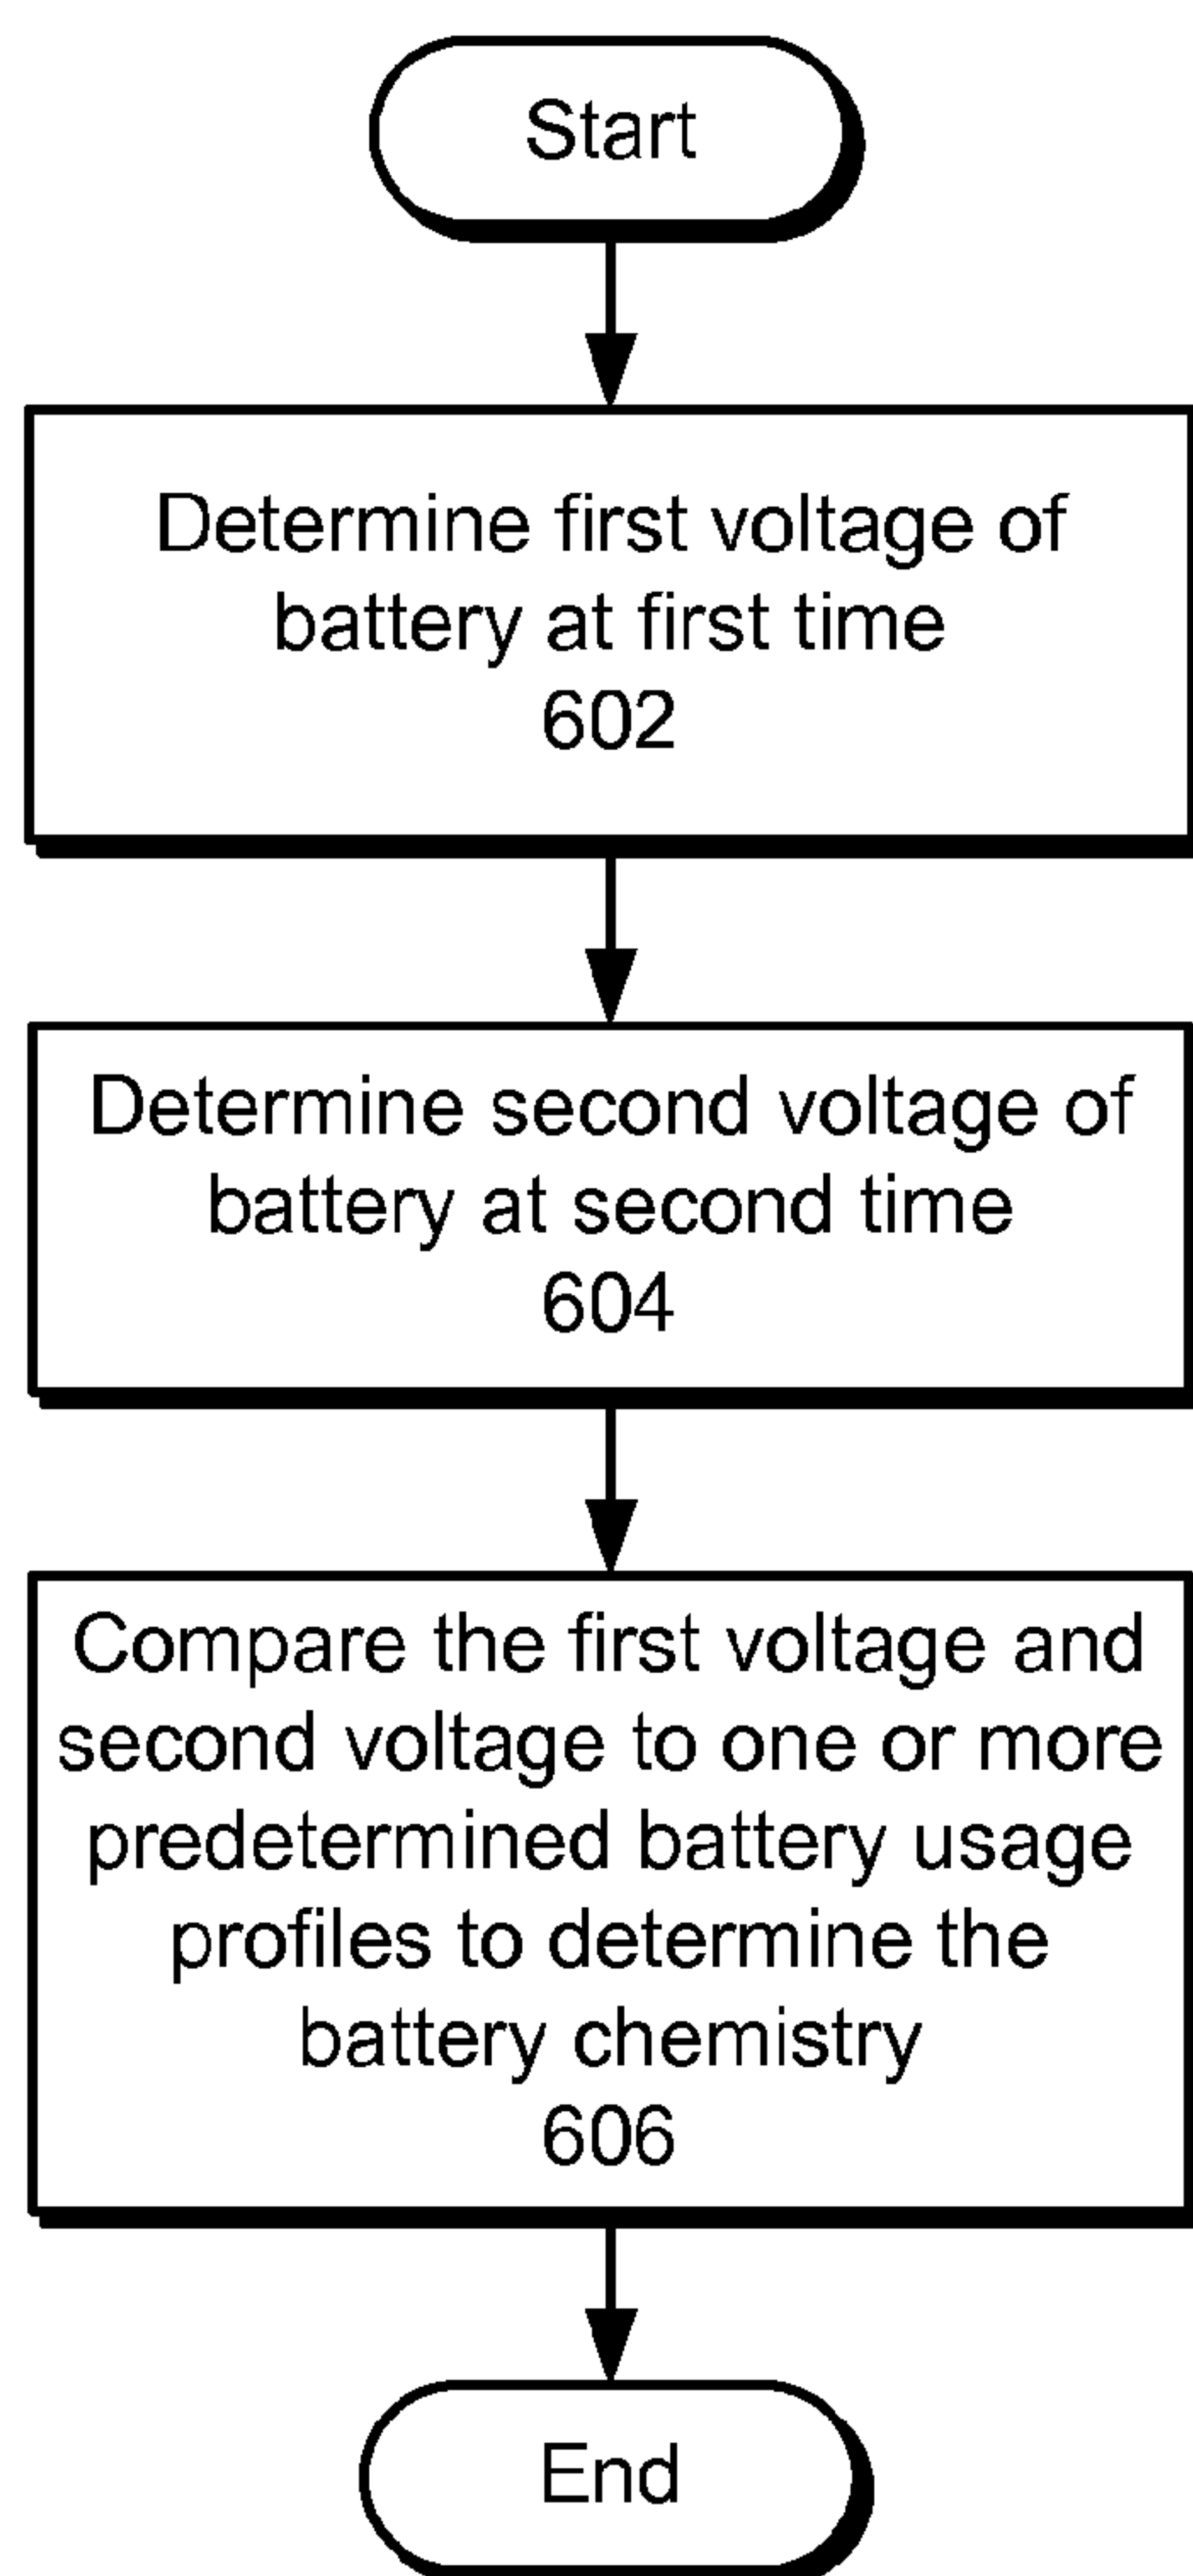 Start
Determine first voltage of
battery at first time
602
Determine second voltage of
battery at second time
604
Compare the first voltage and
second voltage to one or more
predetermined battery usage
profiles to determine the
battery chemistry
606
End